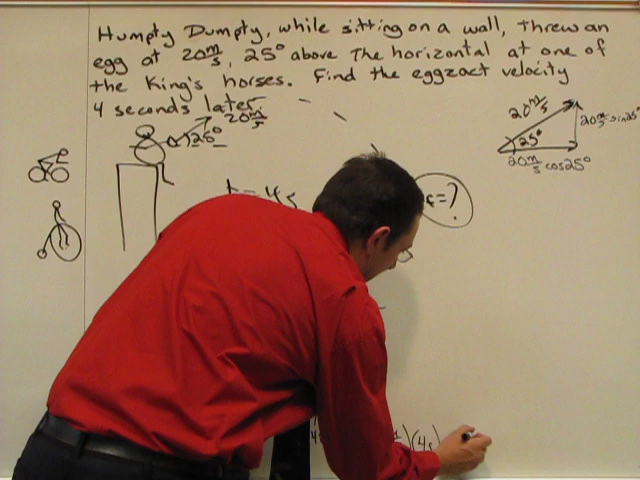 Humpty Dumpty, while sitting on a wall, threw an
egg at 20 m/s, 25° above the horizontal at one of
the King's horses. Find the eggzact velocity
4 seconds later.
20 m/s
25°
20 m/s
25°
20 m/s sin25°
20 m/s cos25°
t = 4s
=?
)(4s